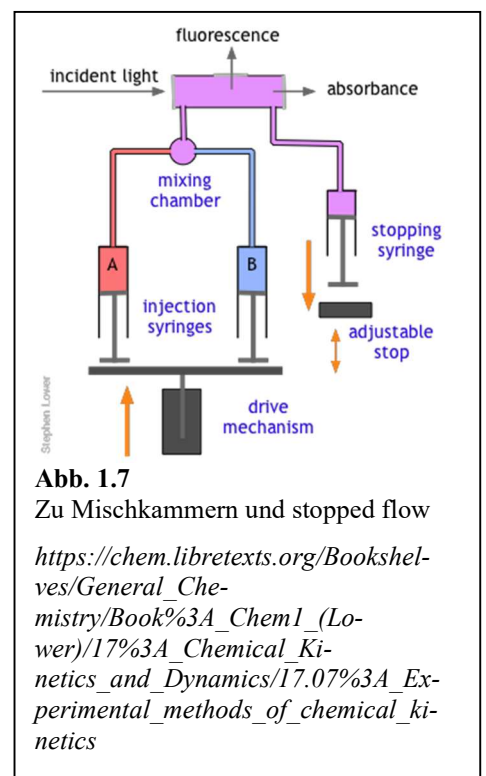 fluorescence
incident light
absorbance
mixing
chamber
stopping
syringe
A
B
injection
syringes
adjustable
stop
drive
mechanism
Stephen Lower
Abb. 1.7
Zu Mischkammern und stopped flow
https://chem.libretexts.org/Bookshel-
ves/General_Che-
mistry/Book%3A_Chem1_(Lo-
wer)/17%3A_Chemical_Ki-
netics_and_Dynamics/17.07%3A_Ex-
perimental_methods_of_chemical_ki-
netics